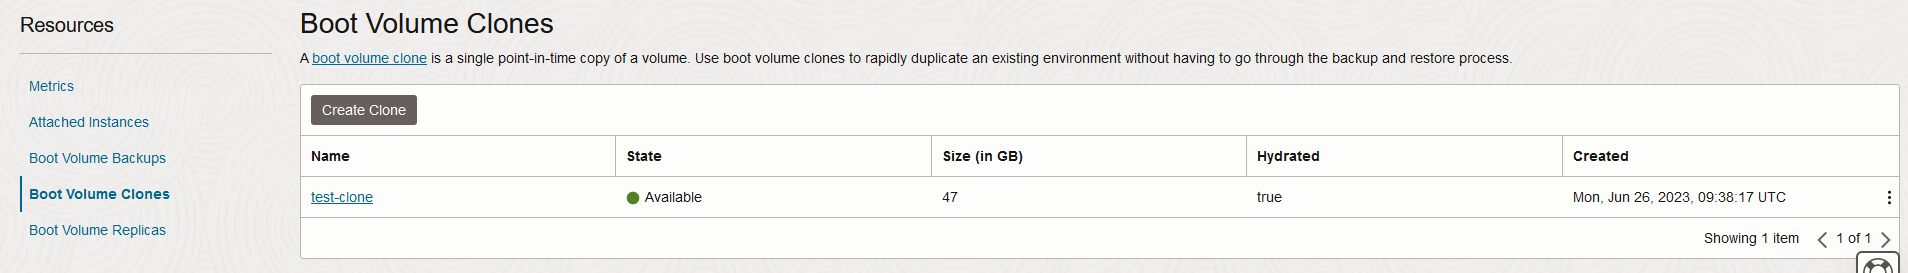 Resources
Metrics
Attached Instances
Boot Volume Backups
Boot Volume Clones
Boot Volume Replicas
Boot Volume Clones
A boot volume clone is a single point-in-time copy of a volume. Use boot volume clones to rapidly duplicate an existing environment without having to go through the backup and restore process.
Create Clone
Name State Size (in GB) Hydrated Created
test-clone Available 47 true Mon, Jun 26, 2023, 09:38:17 UTC
Showing 1 item 1 of 1